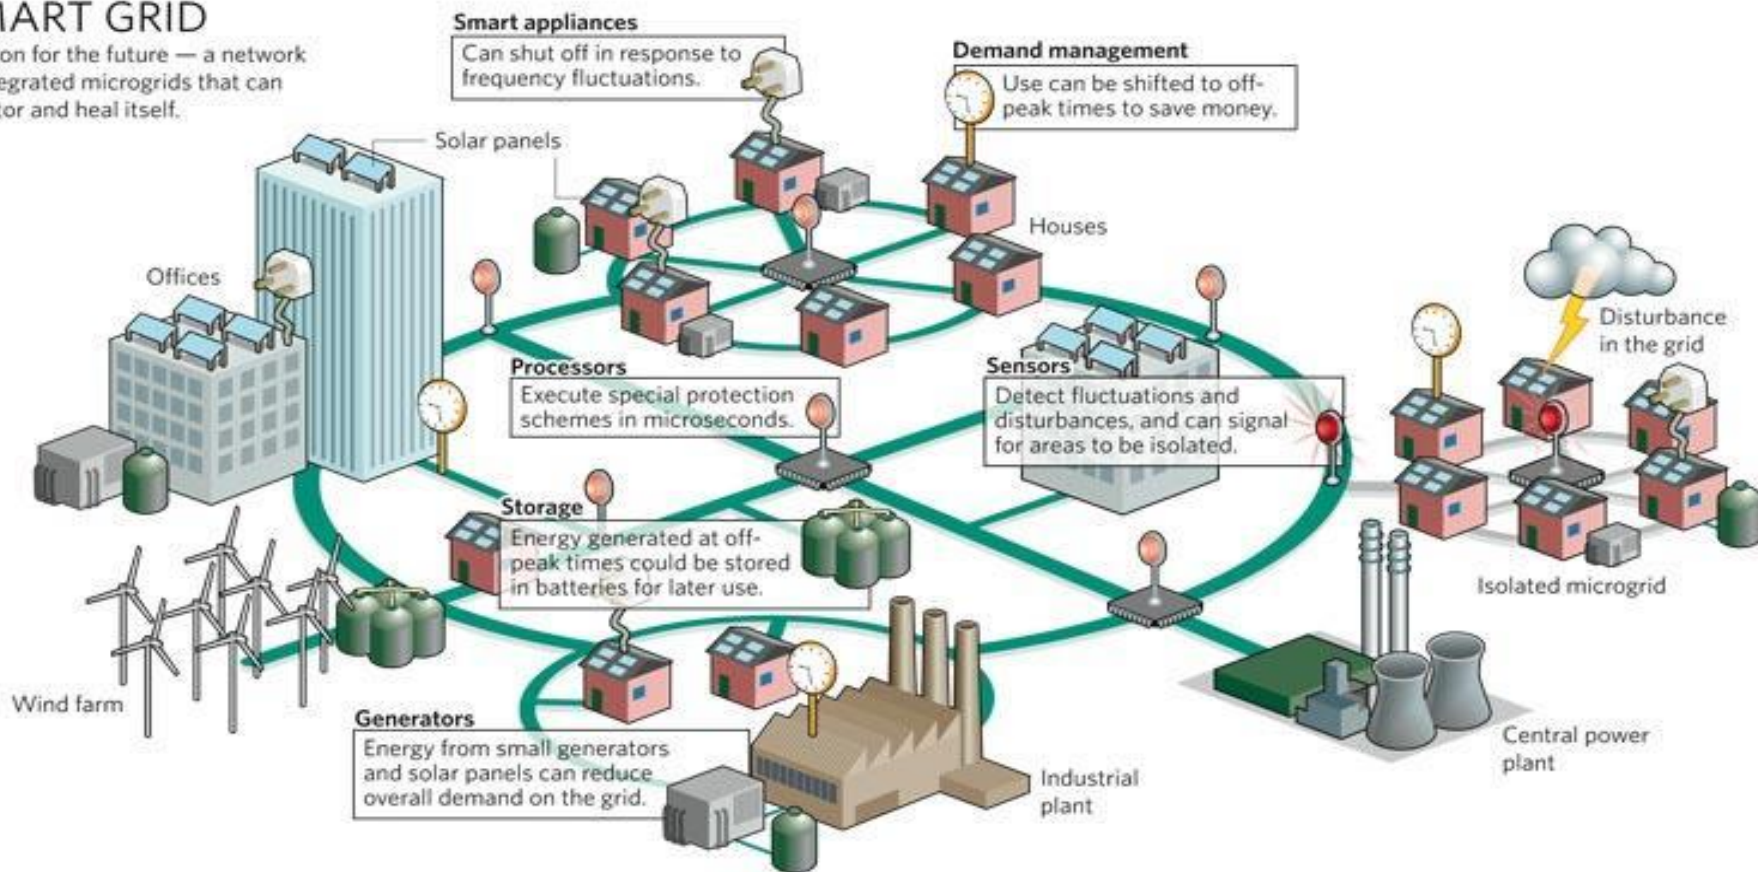 MART GRID
on for the future — a network
egrated microgrids that can
tor and heal itself.
Smart appliances
Can shut off in response to
frequency fluctuations.
Demand management
Use can be shifted to off-
peak times to save money.
Solar panels
Houses
Offices
Disturbance
in the grid
Processors
Execute special protection
schemes in microseconds.
Sensors
Detect fluctuations and
disturbances, and can signal
for areas to be isolated.
Storage
Energy generated at off-
peak times could be stored
in batteries for later use.
Isolated microgrid
Wind farm
Generators
Energy from small generators
and solar panels can reduce
overall demand on the grid.
Central power
plant
Industrial
plant